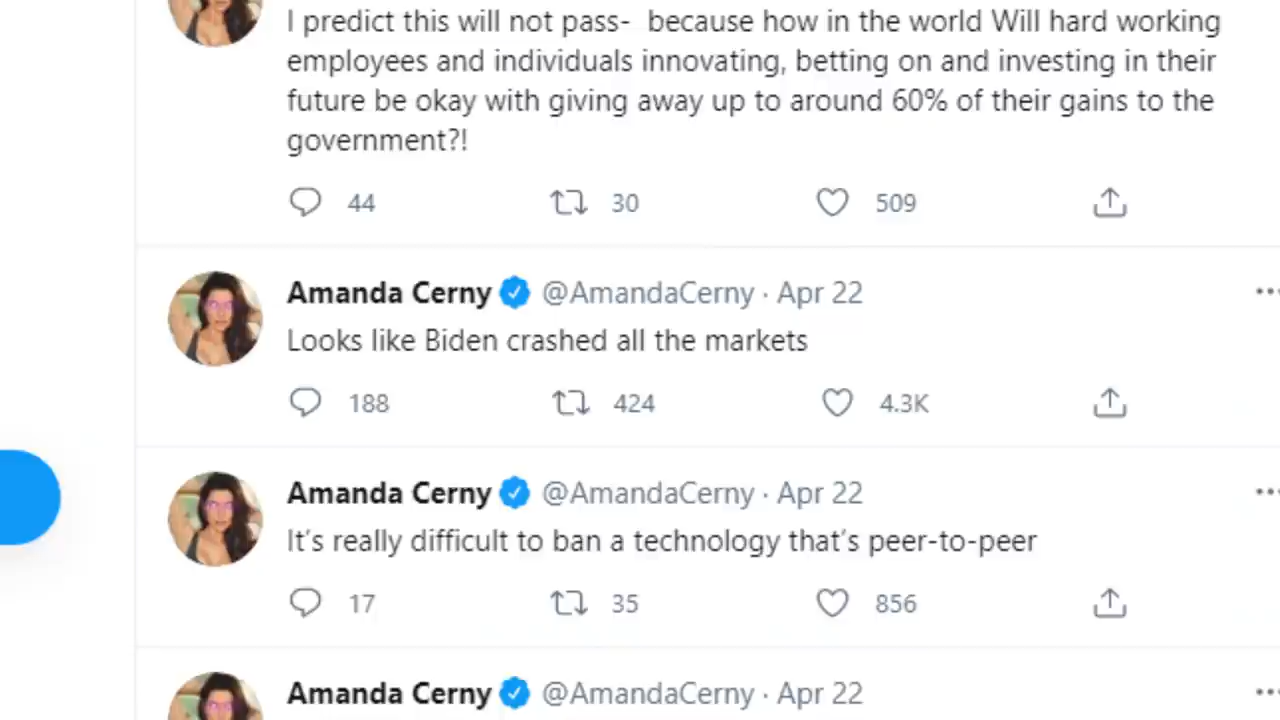 I predict this will not pass-  because how in the world Will hard working
employees and individuals innovating, betting on and investing in their
future be okay with giving away up to around 60% of their gains to the
government?!
44 30 509
Amanda Cerny @AmandaCerny · Apr 22
Looks like Biden crashed all the markets
188 424 4.3K
Amanda Cerny @AmandaCerny · Apr 22
It's really difficult to ban a technology that's peer-to-peer
17 35 856
Amanda Cerny @AmandaCerny · Apr 22